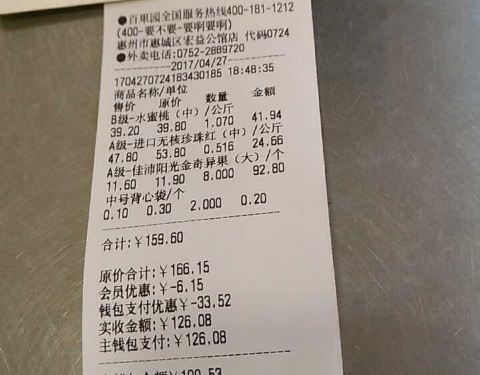 ●百果园全国服务热线400-181-1212
(400-要不要-要啊要啊)
惠州市惠城区宏益公馆店 代码0724
●外卖电话:0752-2889720
2017/04/27
170427072418343​0185 18:48:35
商品名称/单位
售价 原价 数量 金额
B级-水蜜桃(中)/公斤
39.20 39.80 1.070 41.94
A级-进口无核珍珠红(中)/公斤
47.80 53.80 0.516 24.66
A级-佳沛阳光金奇异果(大)/个
11.60 11.90 8.000 92.80
中号背心袋/个
0.10 0.30 2.000 0.20
合计:¥159.60
原价合计:¥166.15
会员优惠:¥-6.15
钱包支付优惠¥-33.52
实收金额:¥126.08
主钱包支付:¥126.08